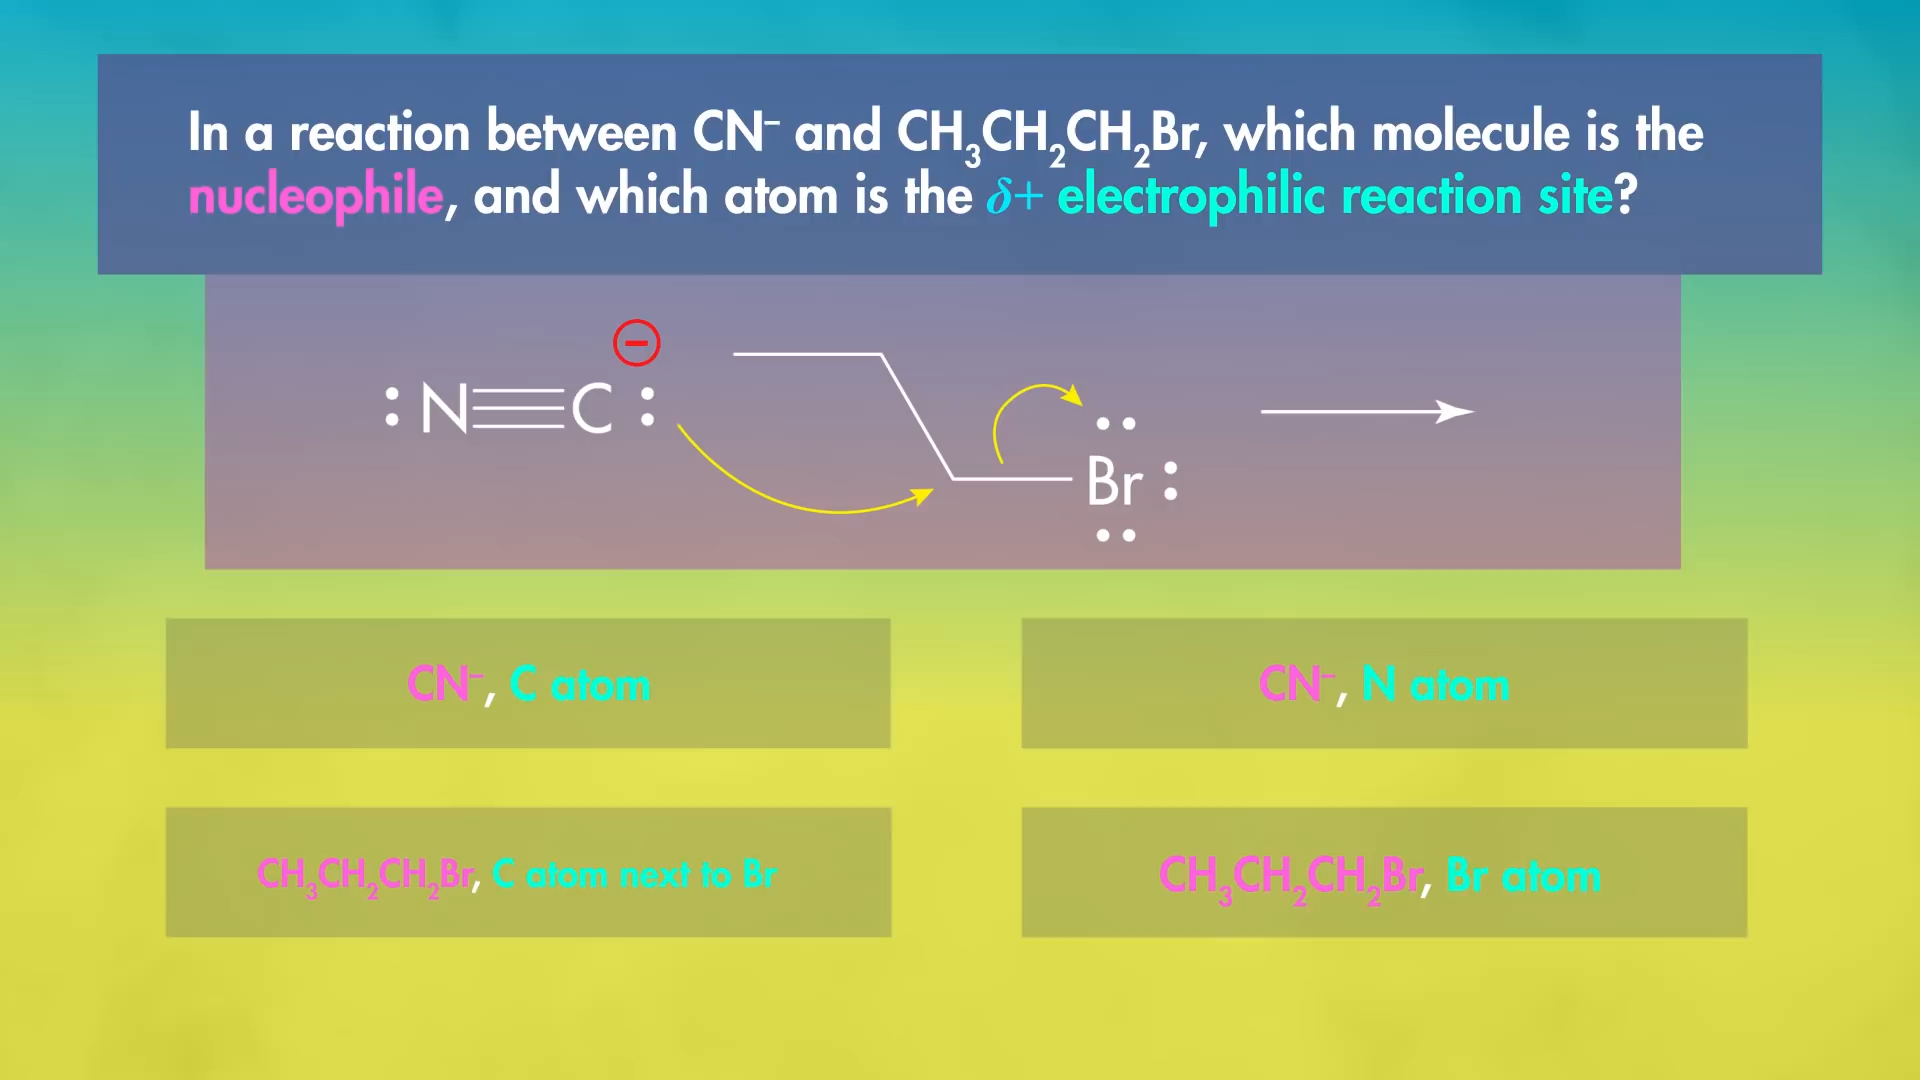 In a reaction between CN⁻ and CH₃CH₂CH₂Br, which molecule is the
nucleophile, and which atom is the δ+ electrophilic reaction site?
:N≡C: ⊖
Br
CN⁻, C atom
CN⁻, N atom
CH₃CH₂CH₂Br, C atom next to Br
CH₃CH₂CH₂Br, Br atom